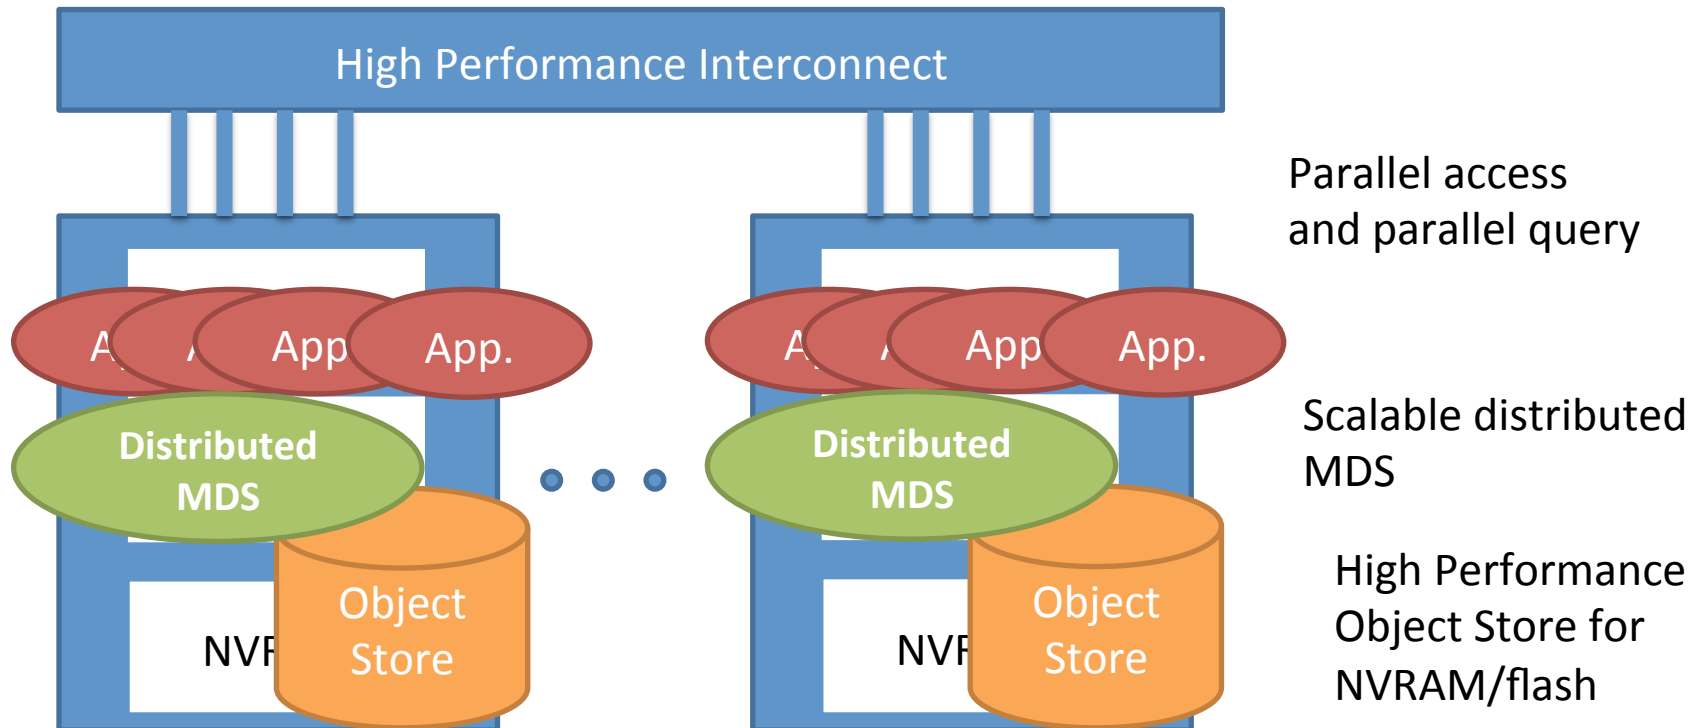 High Performance Interconnect
Parallel access
and parallel query
App. App.
App. App.
Distributed
MDS
Distributed
MDS
Scalable distributed
MDS
Object
Store
Object
Store
High Performance
Object Store for
NVRAM/flash